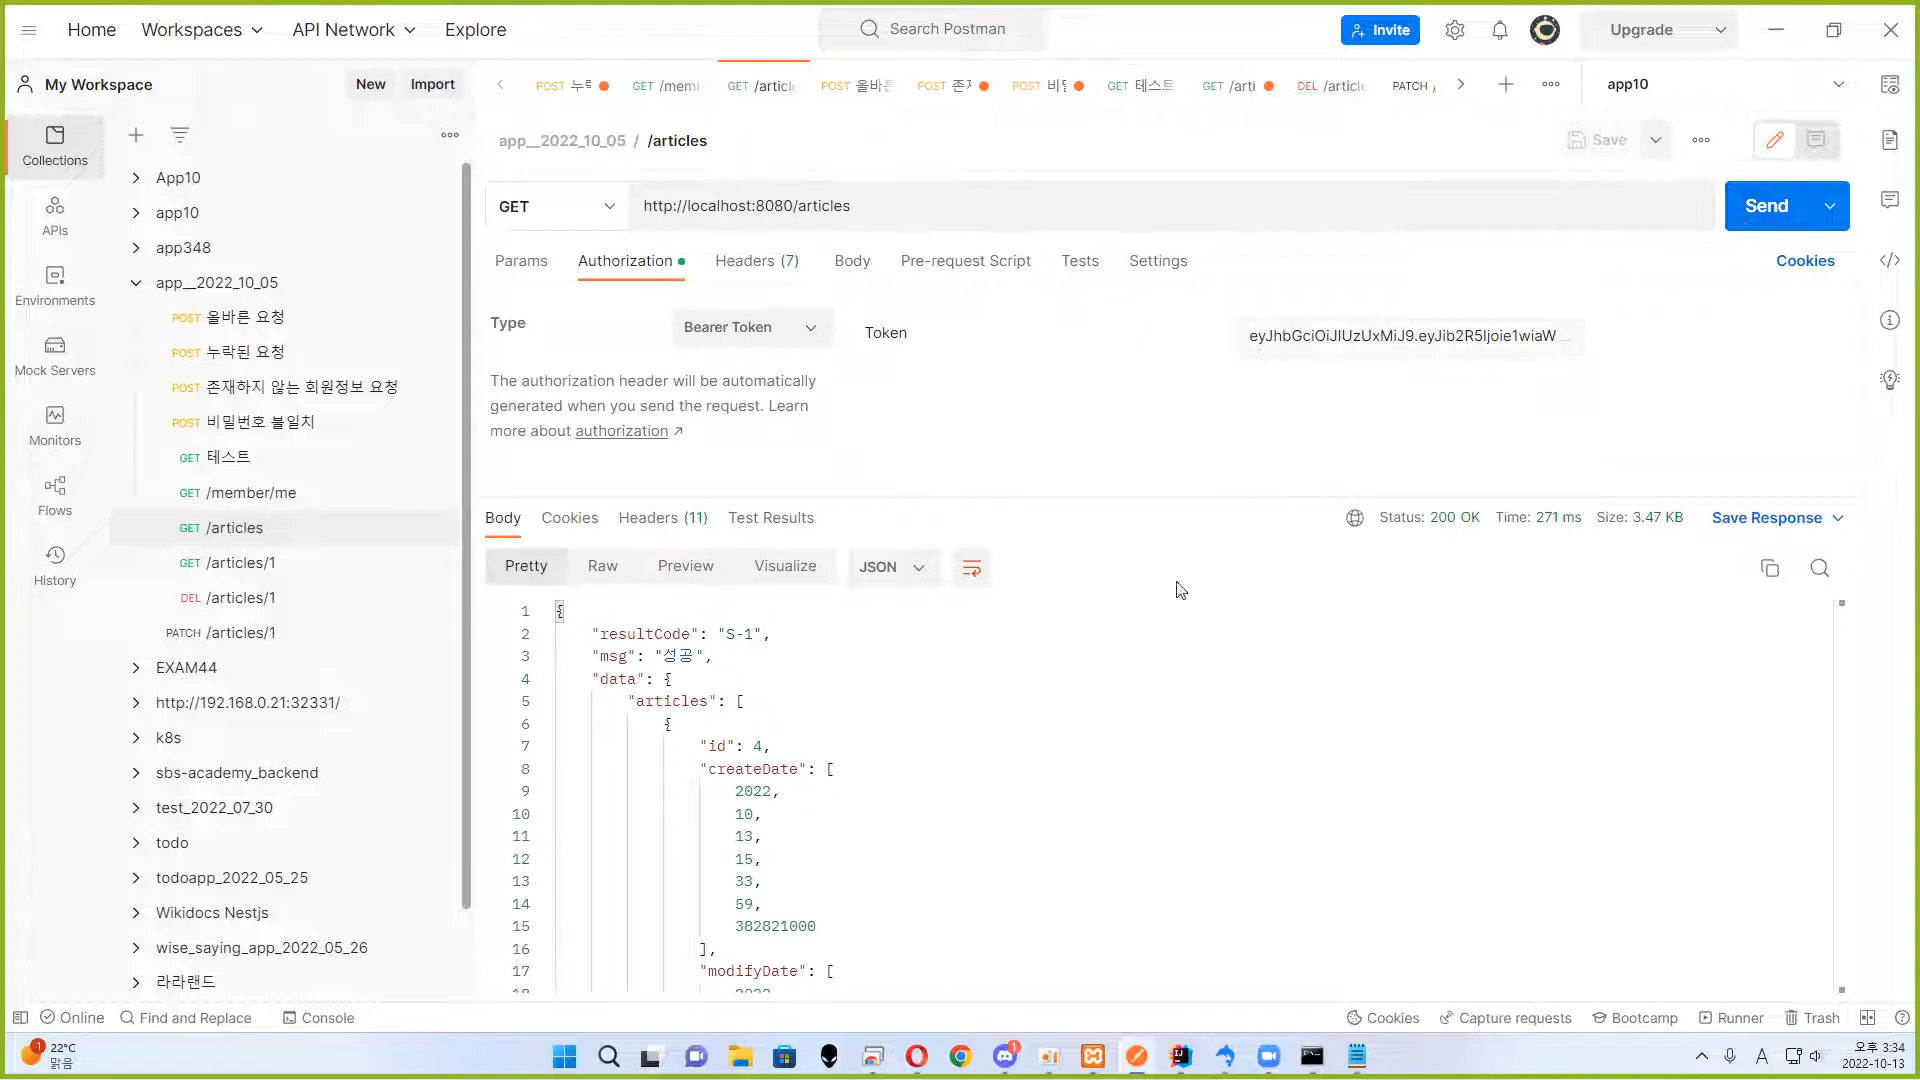 Home Workspaces API Network Explore Search Postman Invite Upgrade
My Workspace New Import
POST 누락 GET /mem GET /article POST 올바른 POST 존 POST 비밀 GET 테스트 GET /arti DEL /article PATCH / app10
app__2022_10_05 / /articles Save
GET http://localhost:8080/articles Send
Params Authorization Headers (7) Body Pre-request Script Tests Settings Cookies
Type Bearer Token Token
The authorization header will be automatically
generated when you send the request. Learn
more about authorization ↗
Collections
APIs
Environments
Mock Servers
Monitors
Flows
History
App10
app10
app348
app__2022_10_05
POST 올바른 요청
POST 누락된 요청
POST 존재하지 않는 회원정보 요청
POST 비밀번호 불일치
GET 테스트
GET /member/me
GET /articles
GET /articles/1
DEL /articles/1
PATCH /articles/1
EXAM44
http://192.168.0.21:32331/
k8s
sbs-academy_backend
test_2022_07_30
todo
todoapp_2022_05_25
Wikidocs Nestjs
wise_saying_app_2022_05_26
라라랜드
Body Cookies Headers (11) Test Results Status: 200 OK Time: 271 ms Size: 3.47 KB Save Response
Pretty Raw Preview Visualize JSON
1 {
2 "resultCode": "S-1",
3 "msg": "성공",
4 "data": {
5 "articles": [
6 {
7 "id": 4,
8 "createDate": [
9 2022,
10 10,
11 13,
12 15,
13 33,
14 59,
15 382821000
16 ],
17 "modifyDate": [
Online Find and Replace Console Cookies Capture requests Bootcamp Runner Trash
1 22°C
맑음
1
A 오후 3:34
2022-10-13